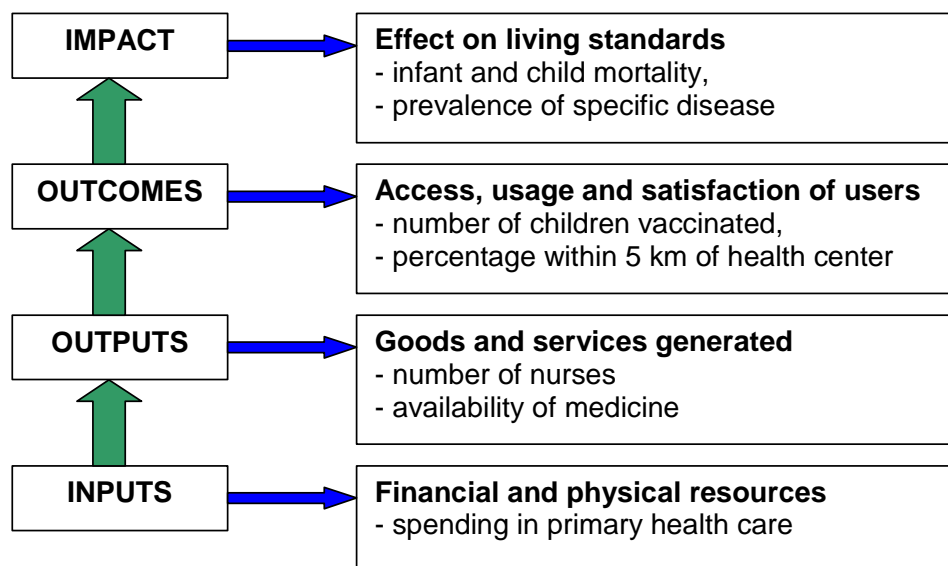 IMPACT
Effect on living standards
- infant and child mortality,
- prevalence of specific disease
OUTCOMES
Access, usage and satisfaction of users
- number of children vaccinated,
- percentage within 5 km of health center
OUTPUTS
Goods and services generated
- number of nurses
- availability of medicine
INPUTS
Financial and physical resources
- spending in primary health care